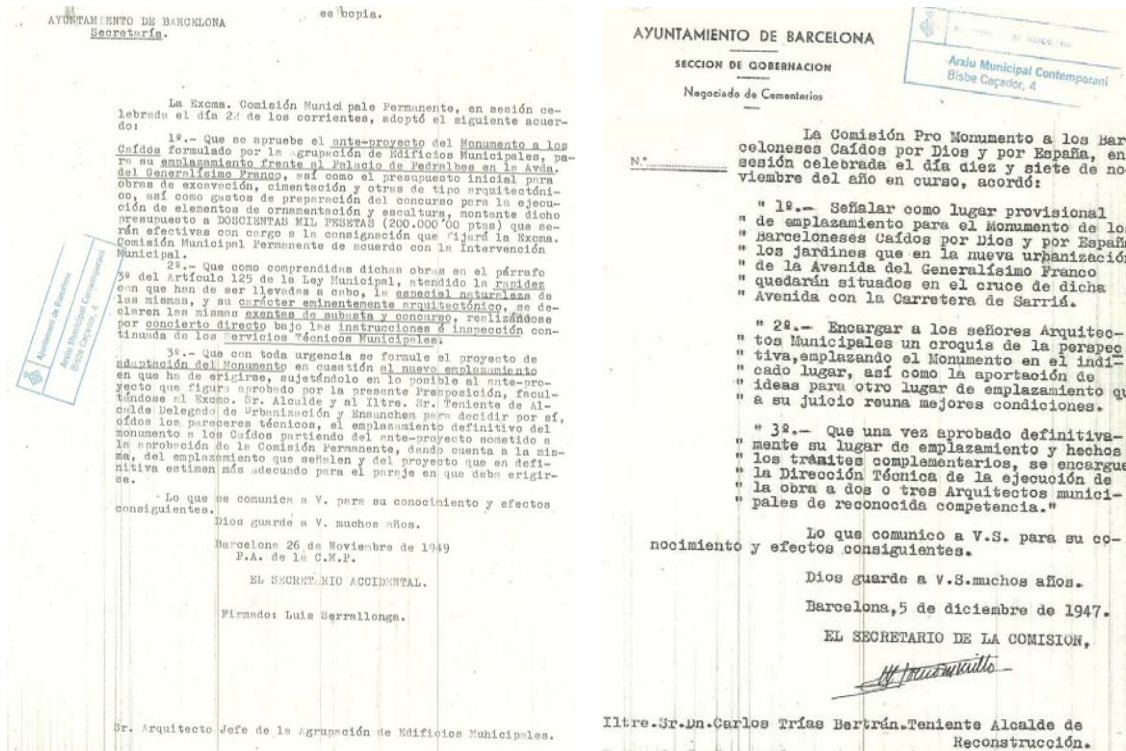 es copia.
AYUNTAMIENTO DE BARCELONA
Secretaría.
La Excma. Comisión Municipale Permanente, en sesión ce-
lebrada el día 22 de los corrientes, adoptó el siguiente acuer-
do:
1º.- Que se apruebe el ante-proyecto del Monumento a los
Caídos formulado por la Agrupación de Edificios Municipales, pa-
ra su emplazamiento frente al Palacio de Pedralbes en la Avda.
del Generalísimo Franco, así como el presupuesto inicial para
obras de excavación, cimentación y otras de tipo arquitectóni-
co, así como gastos de preparación del concurso para la ejecu-
ción de elementos de ornamentación y escultura, montante dicho
presupuesto a DOSCIENTAS MIL PESETAS (200.000'00 ptas) que se-
rán efectivas con cargo a la consignación que fijará la Excma.
Comisión Municipal Permanente de acuerdo con la Intervención
Municipal.
2º.- Que como comprendidas dichas obras en el párrafo
3º del Artículo 125 de la Ley Municipal, atendido la rapidez
con que han de ser llevadas a cabo, la especial naturaleza de
las mismas, y su carácter eminentemente arquitectónico, se de-
claren las mismas exentas de subasta y concurso, realizándose
por concierto directo bajo las instrucciones é inspección con-
tinuada de los Servicios Técnicos Municipales.
3º.- Que con toda urgencia se formule el proyecto de
adaptación del Monumento en cuestión al nuevo emplazamiento
en que ha de erigirse, sujetándolo en lo posible al ante-pro-
yecto que figura aprobado por la presente Proposición, facul-
tándose al Excmo. Sr. Alcalde y al Iltre. Sr. Teniente de Al-
calde Delegado de Urbanización y Ensanchem para decidir por sí,
oídos los pareceres técnicos, el emplazamiento definitivo del
monumento a los Caídos partiendo del ante-proyecto sometido a
la aprobación de la Comisión Permanente, dando cuenta a la mis-
ma, del emplazamiento que señalen y del proyecto que en defi-
nitiva estimen más adecuado para el paraje en que deba erigir-
se.
Lo que se comunica a V. para su conocimiento y efectos
consiguientes.
Dios guarde a V. muchos años.
Barcelona 26 de Noviembre de 1949
P.A. de la C.M.P.
EL SECRETARIO ACCIDENTAL.
Firmado: Luis Serrallonga.
Sr. Arquitecto Jefe de la Agrupación de Edificios Municipales.
Ajuntament de Barcelona
Arxiu Municipal Contemporani
Bisbe Caçador, 4
AYUNTAMIENTO DE BARCELONA
SECCION DE GOBERNACION
Negociado de Cementerios
Arxiu Municipal Contemporani
Bisbe Caçador, 4
N.º
La Comisión Pro Monumento a los Bar
celoneses Caídos por Dios y por España, en
sesión celebrada el día diez y siete de no-
viembre del año en curso, acordó:
" 1º.- Señalar como lugar provisional
" de emplazamiento para el Monumento de los
" Barceloneses Caídos por Dios y por Españ
" los jardines que en la nueva urbanización
" de la Avenida del Generalísimo Franco
" quedarán situados en el cruce de dicha
" Avenida con la Carretera de Sarriá.
" 2º.- Encargar a los señores Arquitec-
" tos Municipales un croquis de la perspec
" tiva,emplazando el Monumento en el indi-
" cado lugar, así como la aportación de
" ideas para otro lugar de emplazamiento qu
" a su juicio reuna mejores condiciones.
" 3º.- Que una vez aprobado definitiva-
" mente su lugar de emplazamiento y hechos
" los trámites complementarios, se encargue
" la Dirección Técnica de la ejecución de
" la obra a dos o tres Arquitectos munici-
" pales de reconocida competencia."
Lo que comunico a V.S. para su co-
nocimiento y efectos consiguientes.
Dios guarde a V.S.muchos años.
Barcelona,5 de diciembre de 1947.
EL SECRETARIO DE LA COMISION,
Iltre.Sr.Dn.Carlos Trías Bertrán.Teniente Alcalde de
Reconstrucción.